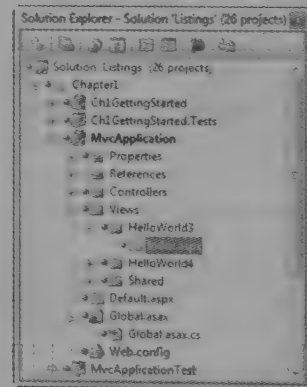 Solution Explorer - Solution 'Listings' (26 projects)
Solution 'Listings' (26 projects)
Chapter1
Ch1GettingStarted
Ch1GettingStarted.Tests
MvcApplication
Properties
References
Controllers
Views
HelloWorld3
HelloWorld4
Shared
Default.aspx
Global.asax
Global.asax.cs
Web.config
MvcApplicationTest